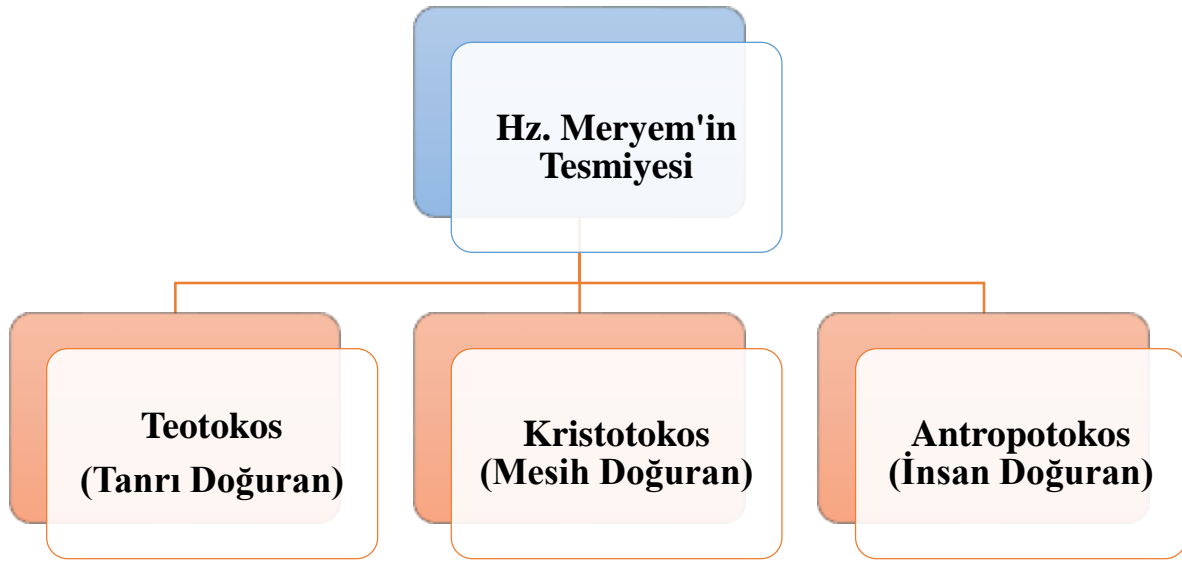 Hz. Meryem'in
Tesmiyesi
Teotokos
(Tanrı Doğuran)
Kristotokos
(Mesih Doğuran)
Antropotokos
(İnsan Doğuran)